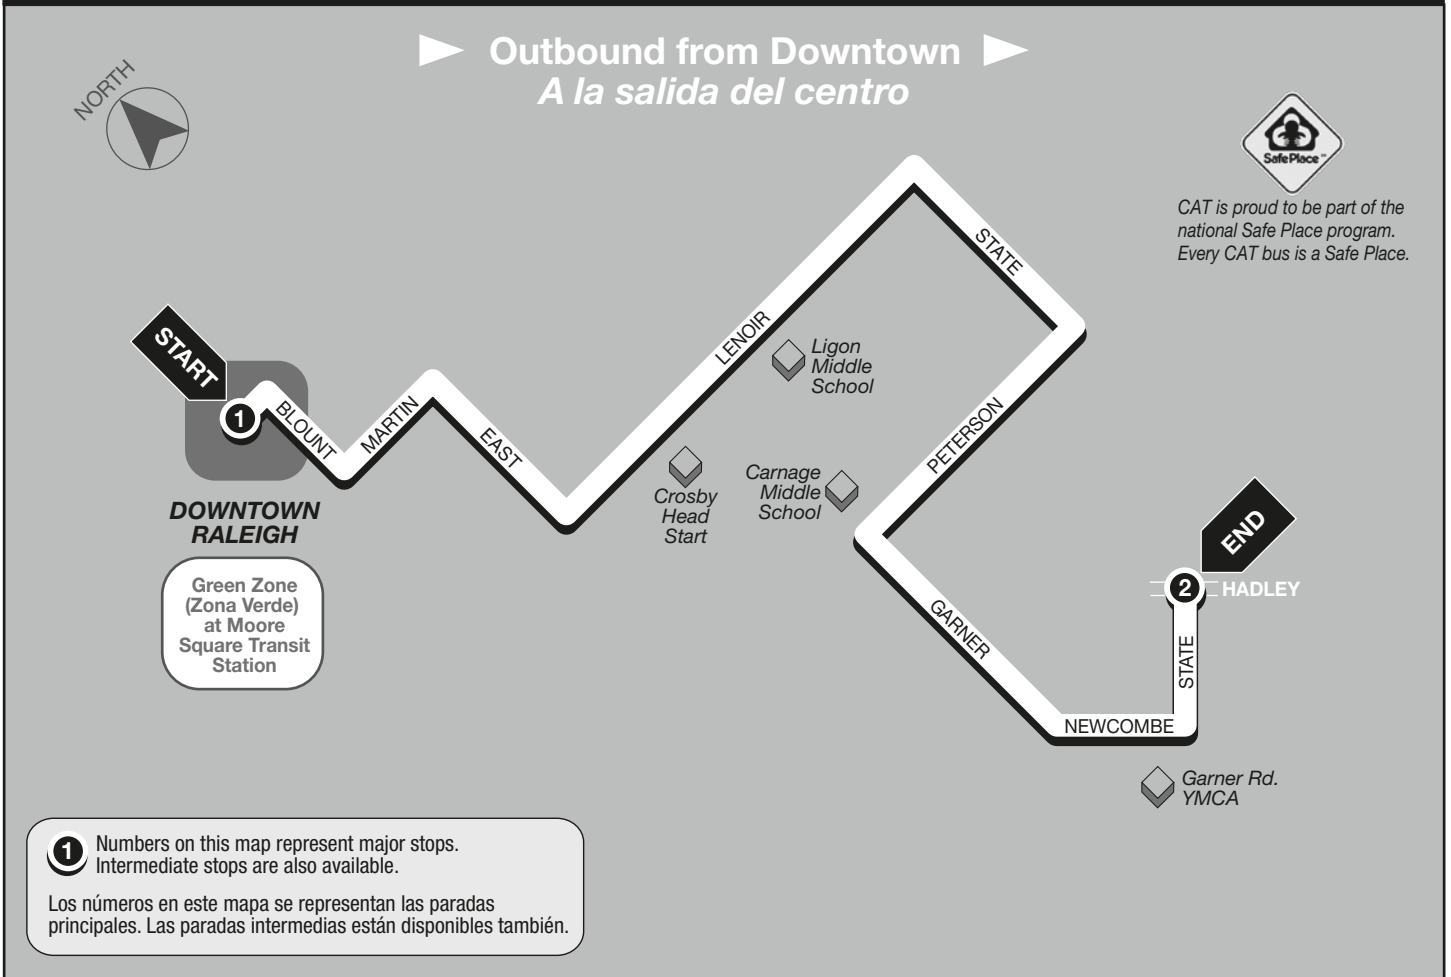 Outbound from Downtown
A la salida del centro
NORTH
SafePlace
CAT is proud to be part of the
national Safe Place program.
Every CAT bus is a Safe Place.
STATE
LENOIR
Ligon
Middle
School
START
1
BLOUNT
MARTIN
EAST
PETERSON
Crosby
Head
Start
Carnage
Middle
School
DOWNTOWN
RALEIGH
Green Zone
(Zona Verde)
at Moore
Square Transit
Station
END
2
HADLEY
GARNER
STATE
NEWCOMBE
Garner Rd.
YMCA
1
Numbers on this map represent major stops.
Intermediate stops are also available.
Los números en este mapa se representan las paradas
principales. Las paradas intermedias están disponibles también.